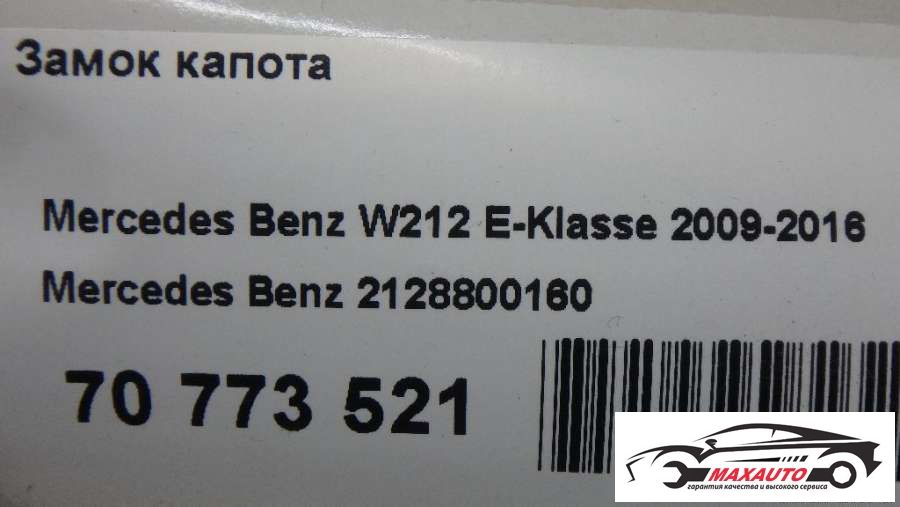 Замок капота
Mercedes Benz W212 E-Klasse 2009-2016
Mercedes Benz 2128800160
70 773 521
MAXAUTO
гарантия качества и высокого сервиса